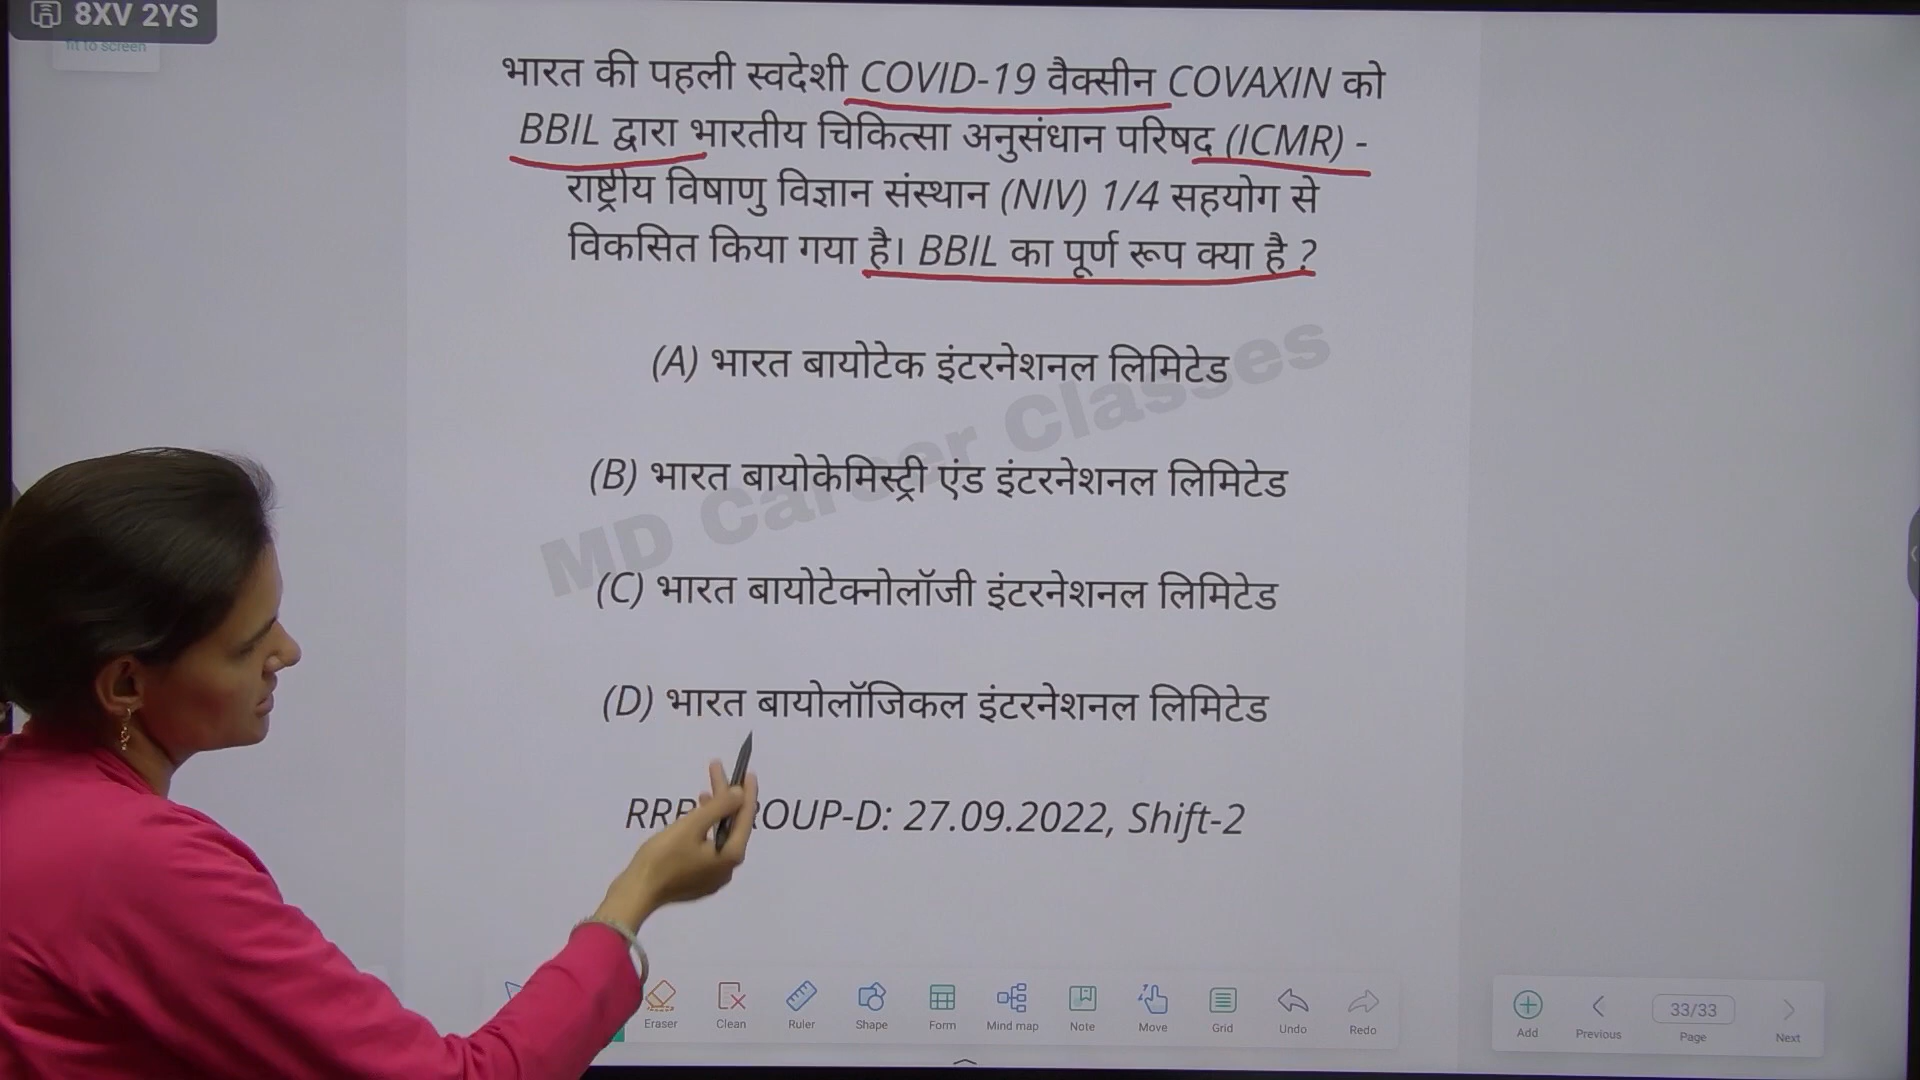 8XV 2YS
fit to screen
भारत की पहली स्वदेशी COVID-19 वैक्सीन COVAXIN को
BBIL द्वारा भारतीय चिकित्सा अनुसंधान परिषद (ICMR) -
राष्ट्रीय विषाणु विज्ञान संस्थान (NIV) 1/4 सहयोग से
विकसित किया गया है। BBIL का पूर्ण रूप क्या है ?
(A) भारत बायोटेक इंटरनेशनल लिमिटेड
(B) भारत बायोकेमिस्ट्री एंड इंटरनेशनल लिमिटेड
MD Career Classes
(C) भारत बायोटेक्नोलॉजी इंटरनेशनल लिमिटेड
(D) भारत बायोलॉजिकल इंटरनेशनल लिमिटेड
27.09.2022, Shift-2
Eraser Clean Ruler Shape Form Mind map Note Move Grid Undo Redo
Add Previous 33/33 Page Next